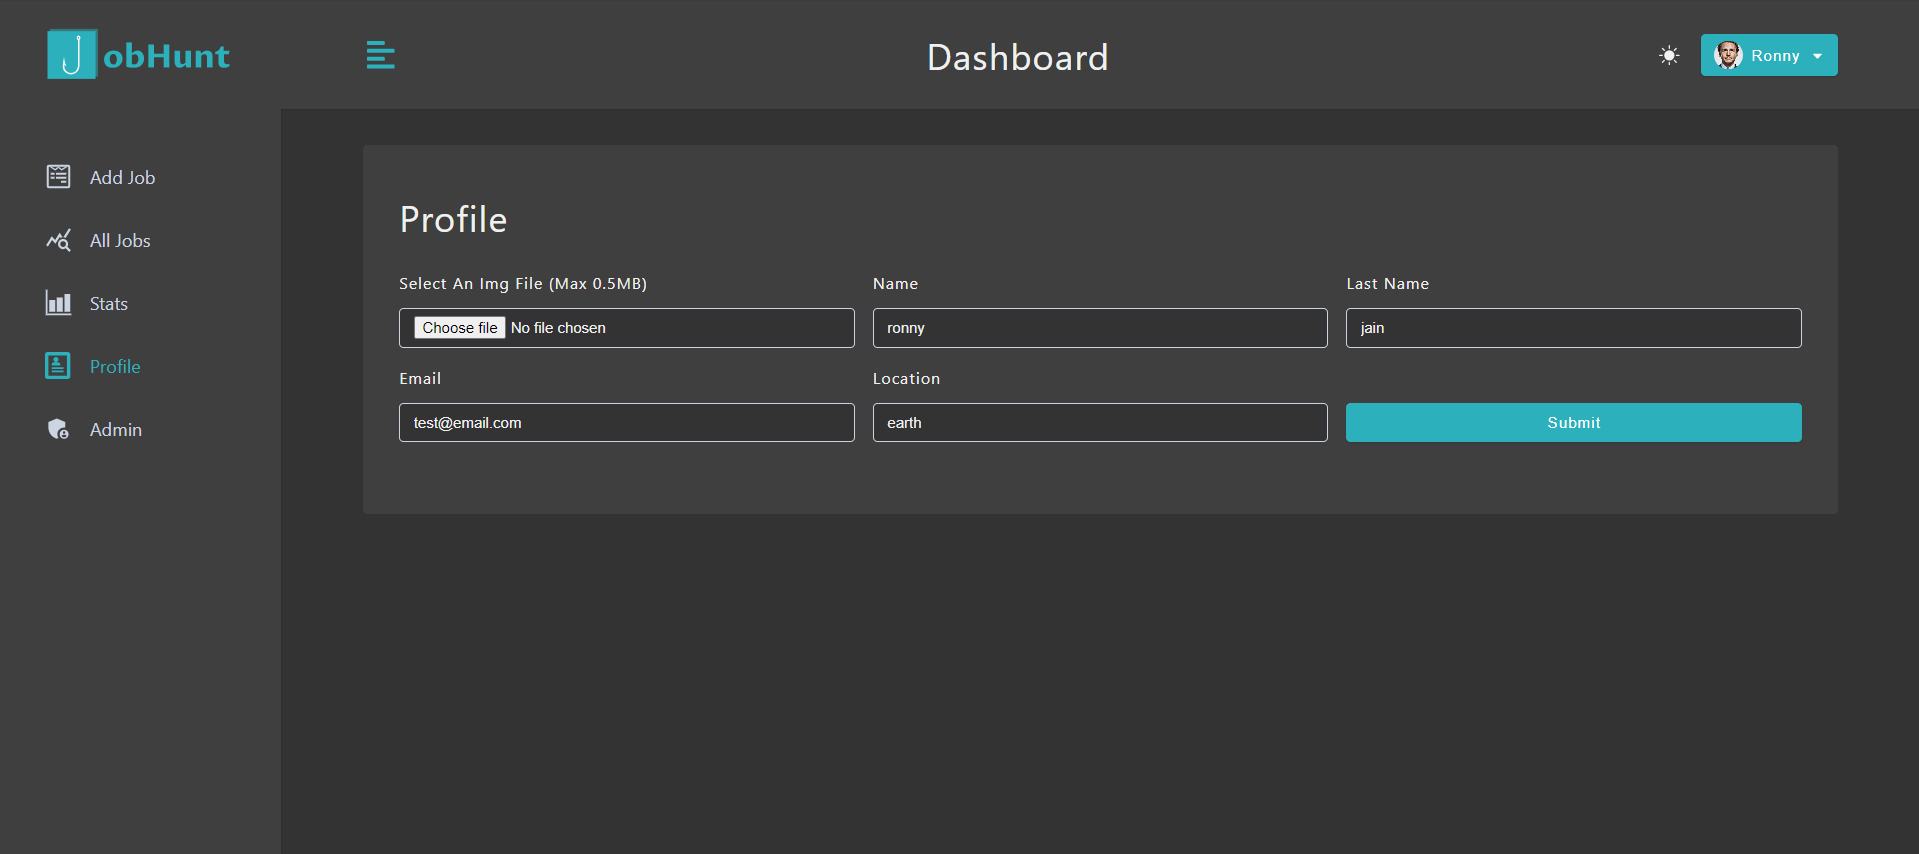 JobHunt
Dashboard
Ronny
Add Job
All Jobs
Stats
Profile
Admin
Profile
Select An Img File (Max 0.5MB)
Name
Last Name
Choose file No file chosen
ronny
jain
Email
Location
test@email.com
earth
Submit